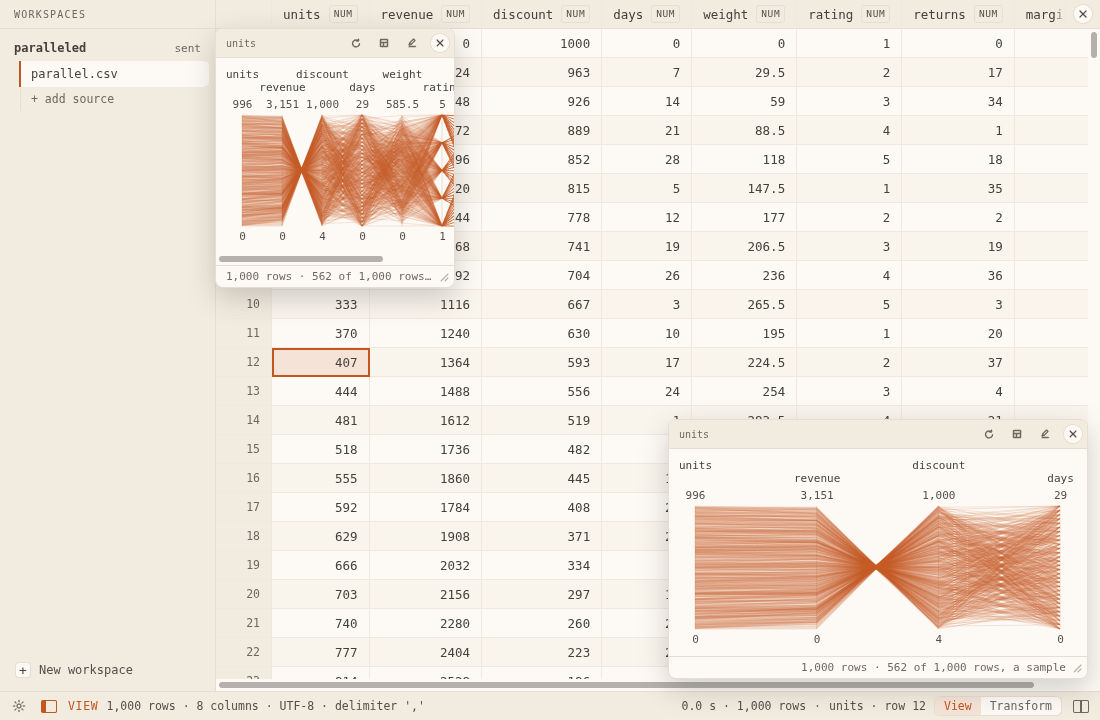 WORKSPACES
paralleled sent
parallel.csv
+ add source
+ New workspace
units NUM revenue NUM discount NUM days NUM weight NUM rating NUM returns NUM
0 1000 0 0 1 0
24 963 7 29.5 2 17
48 926 14 59 3 34
72 889 21 88.5 4 1
96 852 28 118 5 18
20 815 5 147.5 1 35
44 778 12 177 2 2
68 741 19 206.5 3 19
92 704 26 236 4 36
10 333 1116 667 3 265.5 5 3
11 370 1240 630 10 195 1 20
12 407 1364 593 17 224.5 2 37
13 444 1488 556 24 254 3 4
14 481 1612 519
15 518 1736 482
16 555 1860 445
17 592 1784 408
18 629 1908 371
19 666 2032 334
20 703 2156 297
21 740 2280 260
22 777 2404 223
units
units discount weight
revenue days
996 3,151 1,000 29 585.5 5
0 0 4 0 0 1
1,000 rows · 562 of 1,000 rows…
units
units discount
revenue days
996 3,151 1,000 29
0 0 4 0
1,000 rows · 562 of 1,000 rows, a sample
VIEW 1,000 rows · 8 columns · UTF-8 · delimiter ',' 0.0 s · 1,000 rows · units · row 12 View Transform